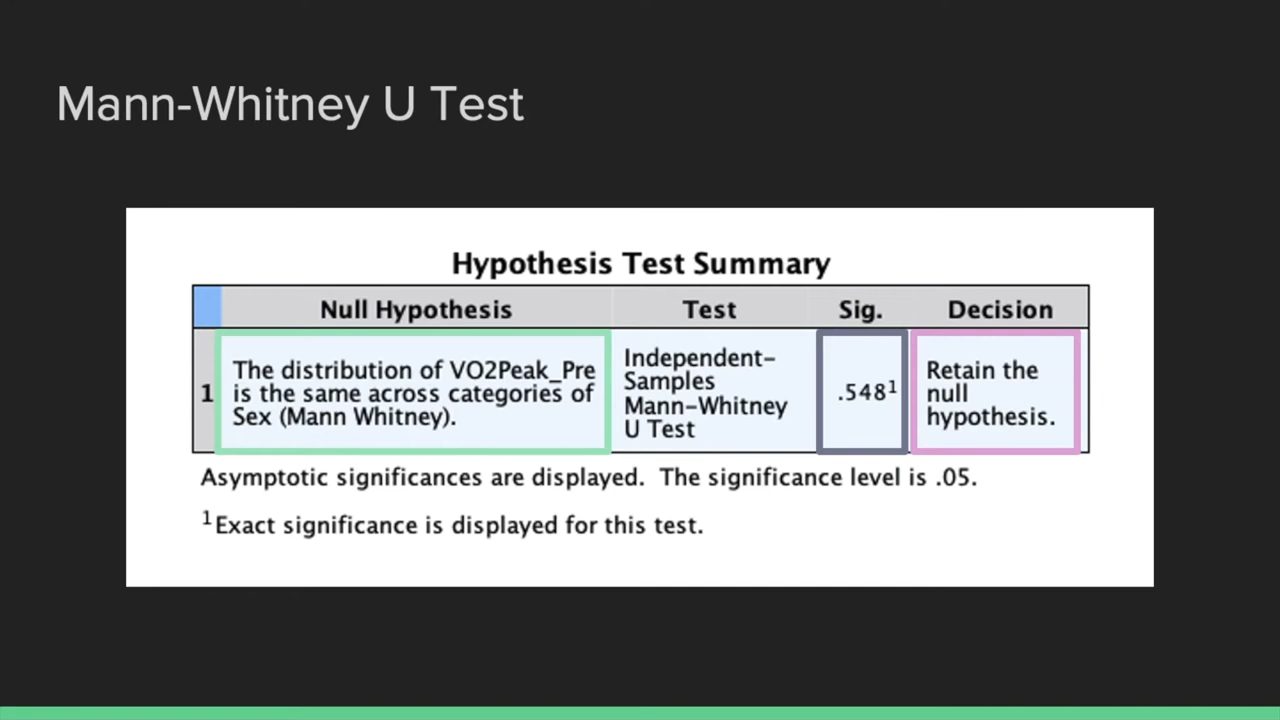 Mann-Whitney U Test
Hypothesis Test Summary
Null Hypothesis Test Sig. Decision
1
The distribution of VO2Peak_Pre
is the same across categories of
Sex (Mann Whitney).
Independent-
Samples
Mann-Whitney
U Test
.548¹
Retain the
null
hypothesis.
Asymptotic significances are displayed. The significance level is .05.
¹Exact significance is displayed for this test.